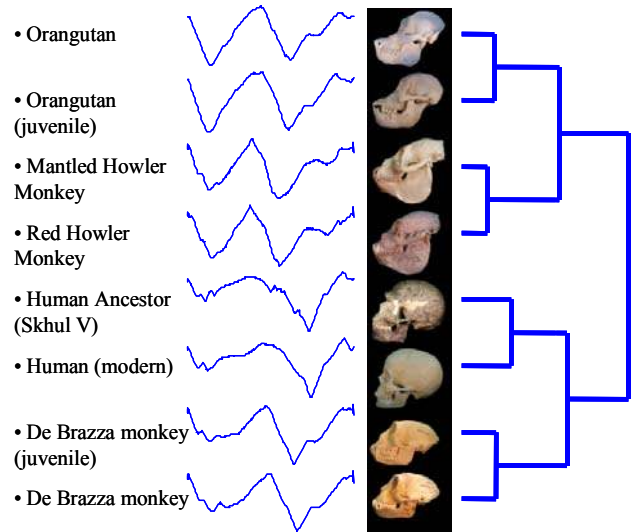 • Orangutan
• Orangutan
(juvenile)
• Mantled Howler
Monkey
• Red Howler
Monkey
• Human Ancestor
(Skhul V)
• Human (modern)
• De Brazza monkey
(juvenile)
• De Brazza monkey